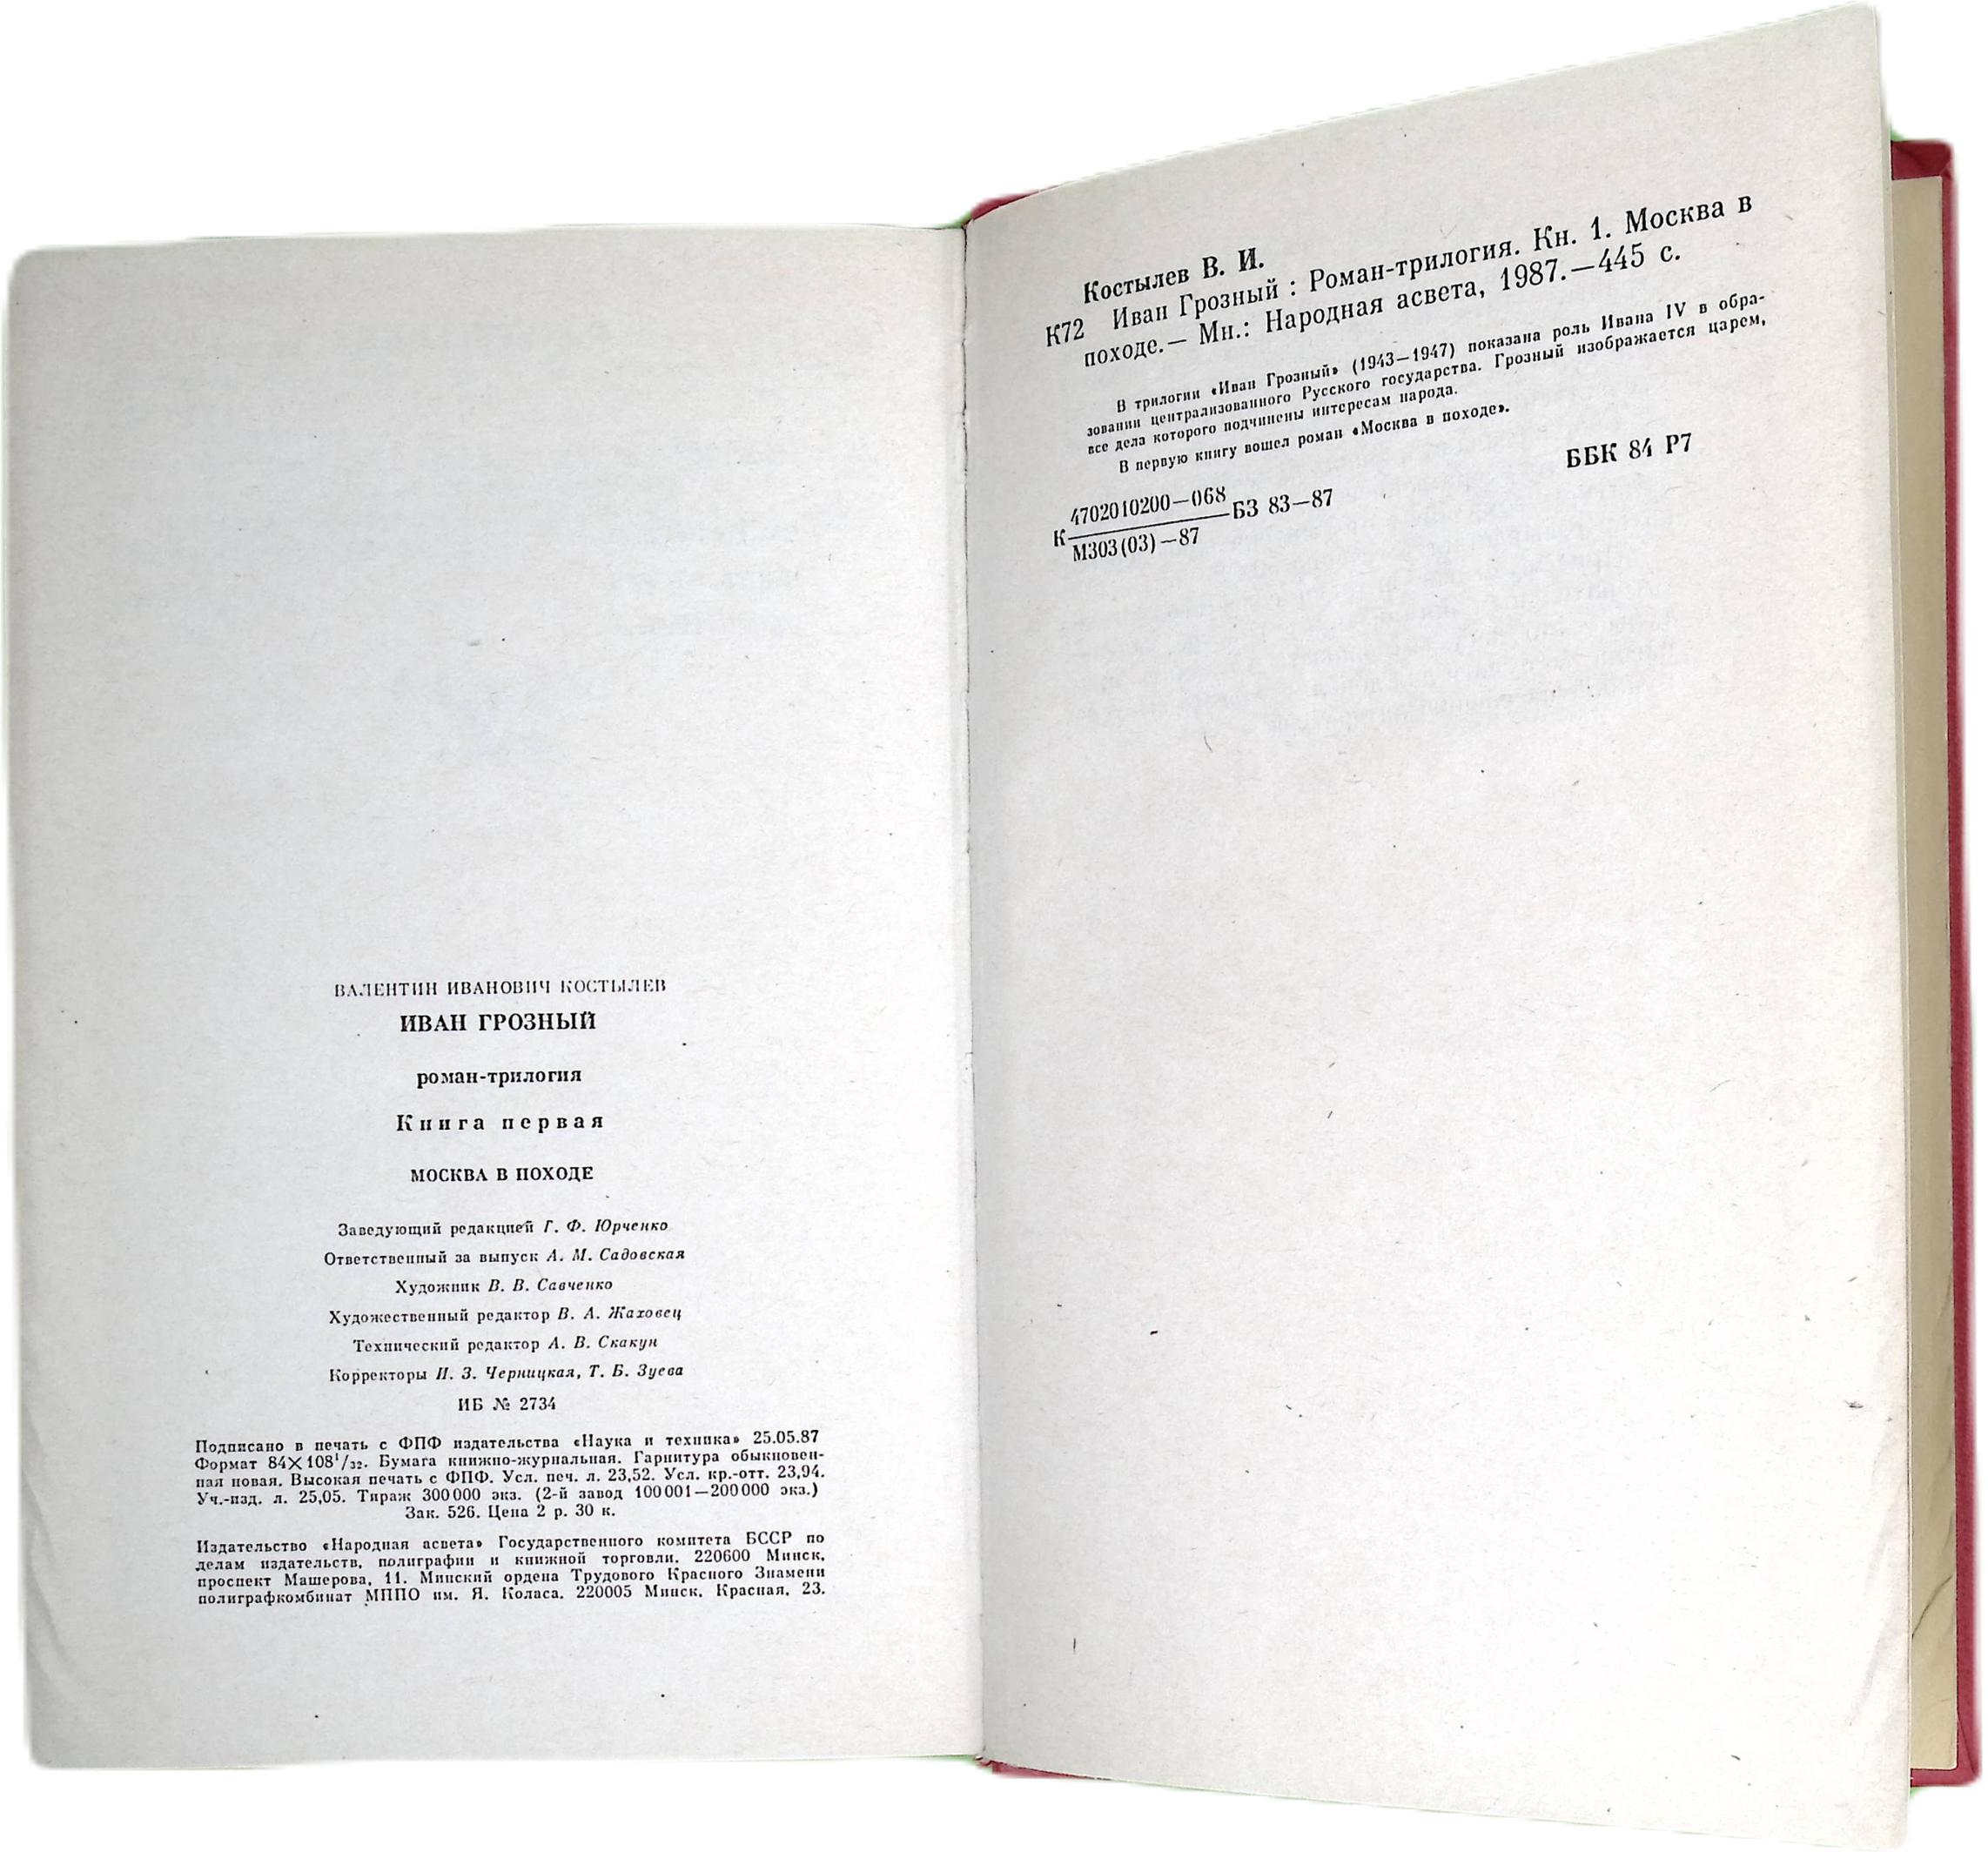 ВАЛЕНТИН ИВАНОВИЧ КОСТЫЛЕВ
ИВАН ГРОЗНЫЙ
роман-трилогия
Книга первая
МОСКВА В ПОХОДЕ
Заведующий редакцией Г. Ф. Юрченко
Ответственный за выпуск А. М. Садовская
Художник В. В. Савченко
Художественный редактор В. А. Жаховец
Технический редактор А. В. Скакун
Корректоры И. З. Черницкая, Т. Б. Зуева
ИБ № 2734
Подписано в печать с ФПФ издательства «Наука и техника» 25.05.87
Формат 84×108¹/₃₂. Бумага книжно-журнальная. Гарнитура обыкновен-
ная новая. Высокая печать с ФПФ. Усл. печ. л. 23,52. Усл. кр.-отт. 23,94.
Уч.-изд. л. 25,05. Тираж 300 000 экз. (2-й завод 100 001—200 000 экз.)
Зак. 526. Цена 2 р. 30 к.
Издательство «Народная асвета» Государственного комитета БССР по
делам издательств, полиграфии и книжной торговли. 220600 Минск,
проспект Машерова, 11. Минский ордена Трудового Красного Знамени
полиграфкомбинат МППО им. Я. Коласа. 220005 Минск, Красная, 23.
Костылев В. И.
К72 Иван Грозный : Роман-трилогия. Кн. 1. Москва в
походе.— Мн.: Народная асвета, 1987.—445 с.
В трилогии «Иван Грозный» (1943—1947) показана роль Ивана IV в обра-
зовании централизованного Русского государства. Грозный изображается царем,
все дела которого подчинены интересам народа.
В первую книгу вошел роман «Москва в походе».
ББК 84 Р7
4702010200—068
К БЗ 83—87
М303(03)—87